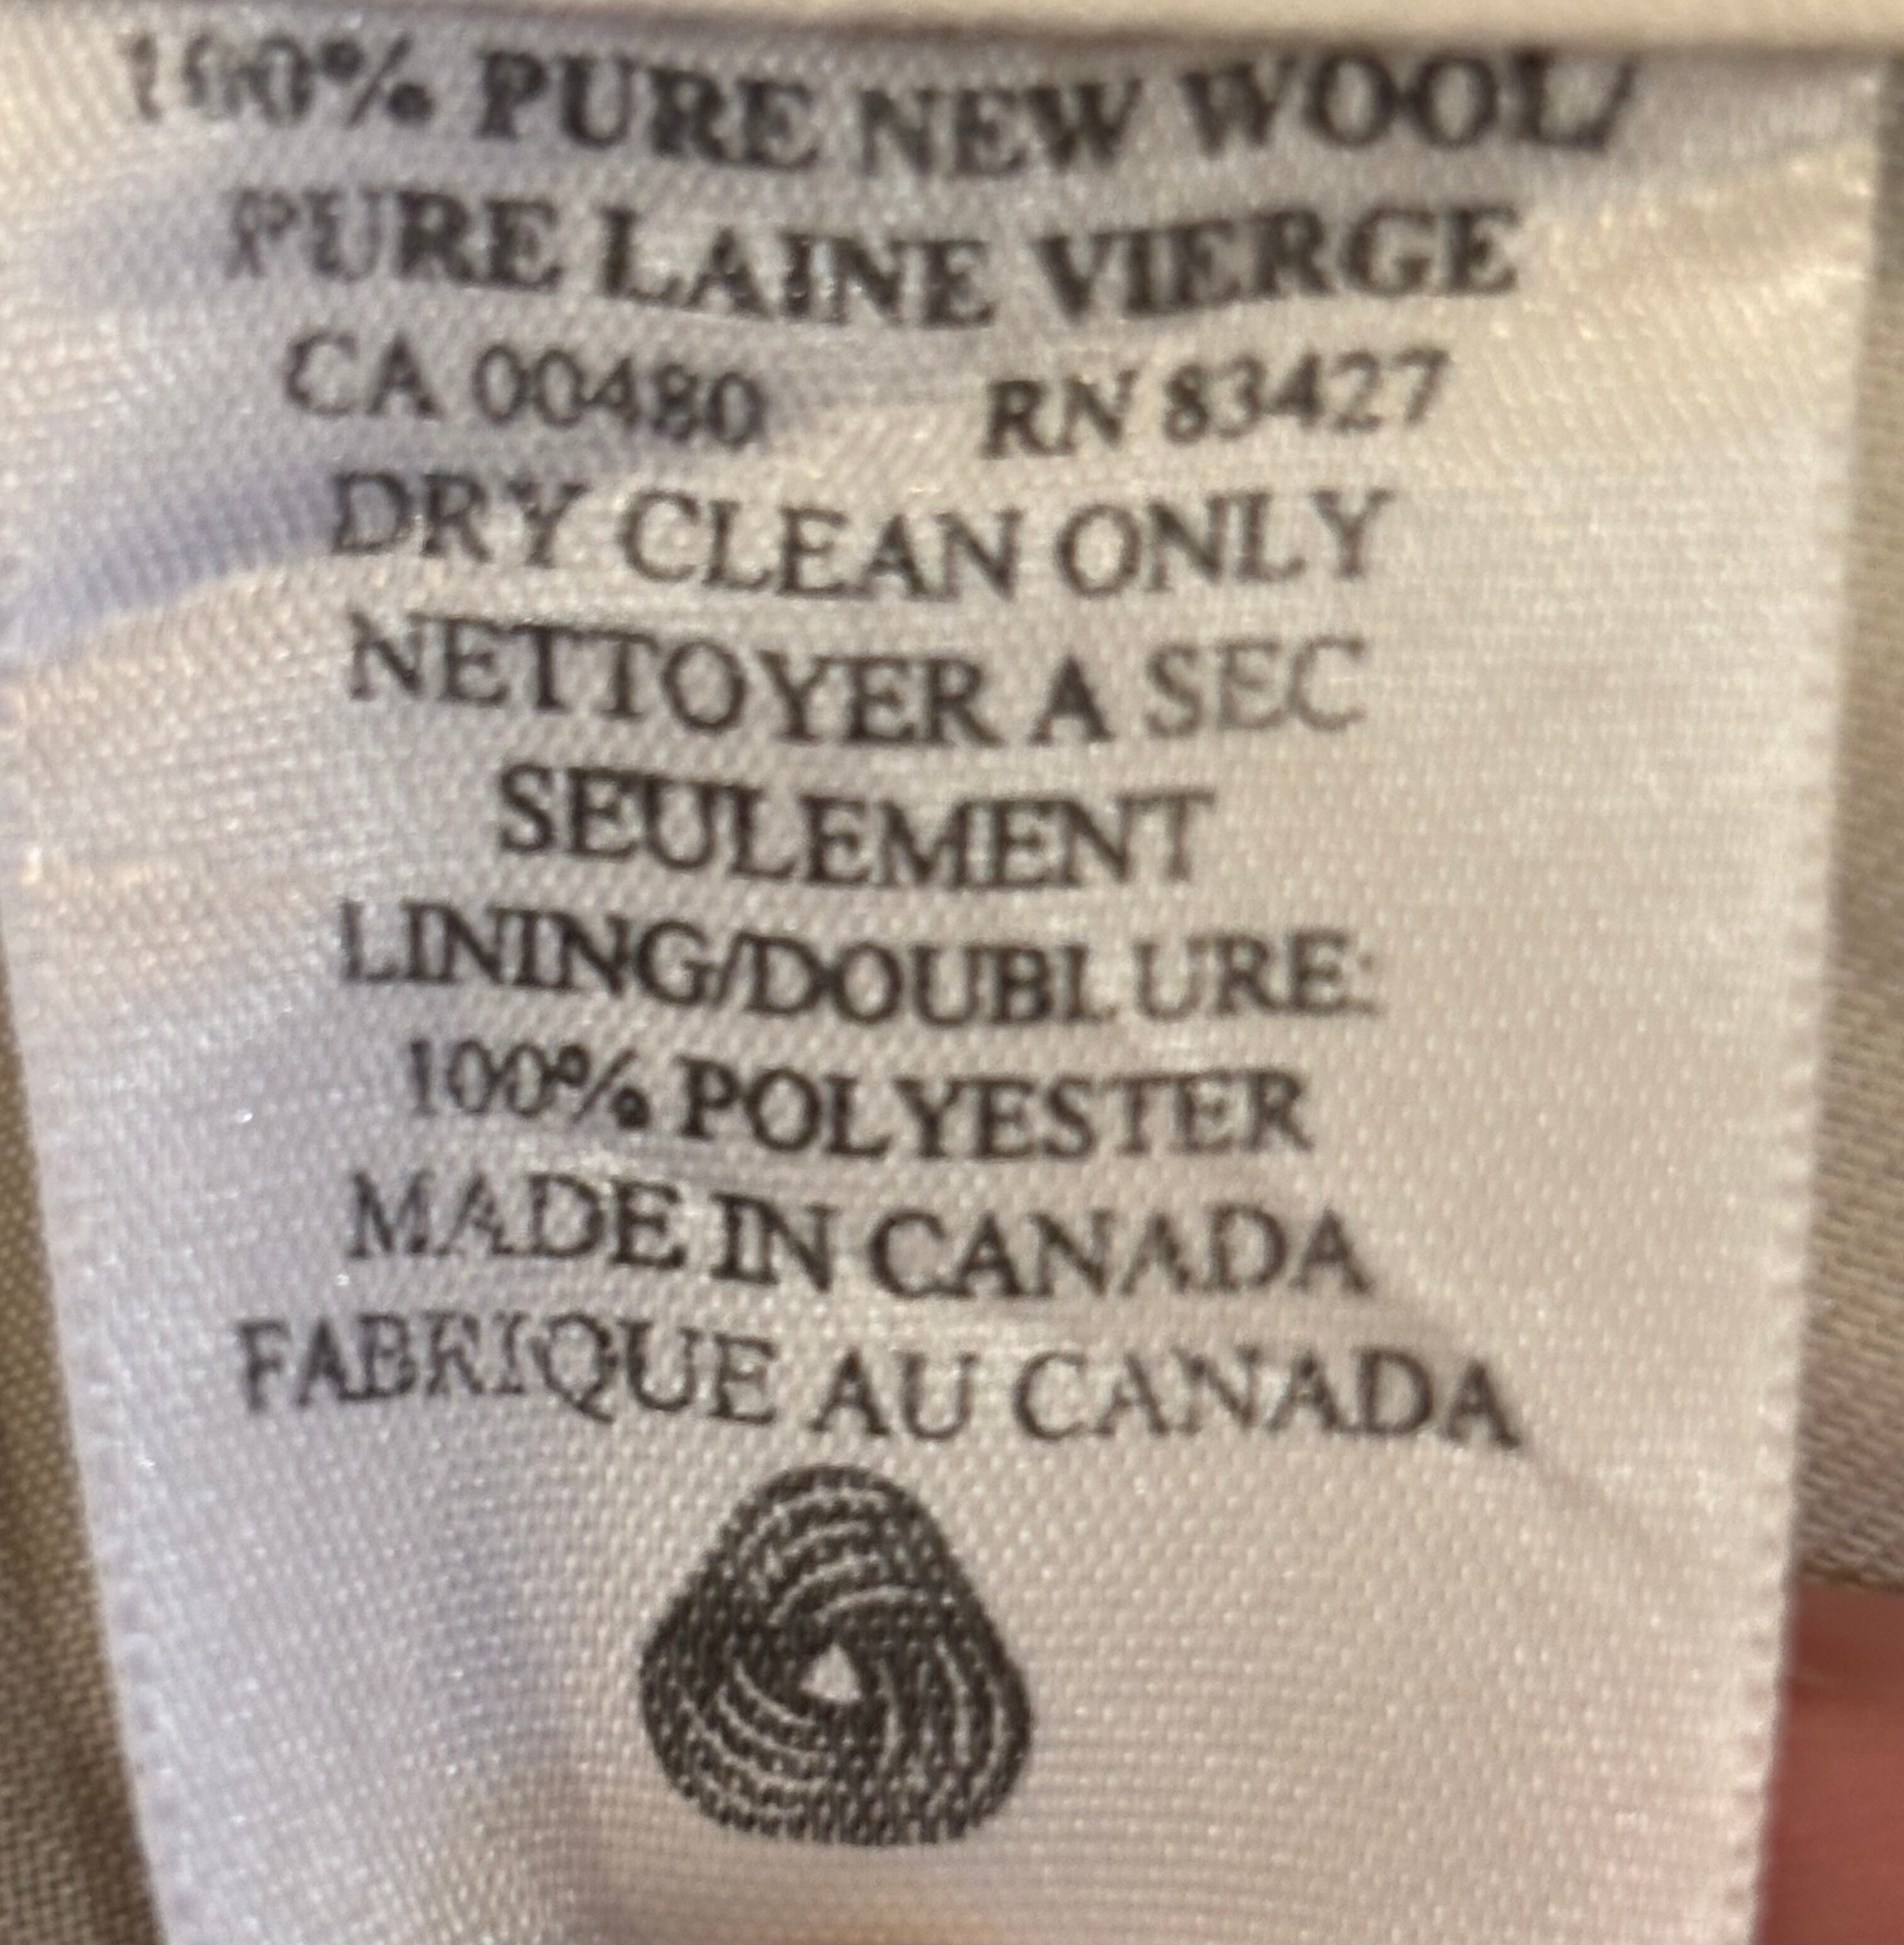 100% PURE NEW WOOL/
PURE LAINE VIERGE
CA 00480 RN 83427
DRY CLEAN ONLY
NETTOYER A SEC
SEULEMENT
LINING/DOUBLURE:
100% POLYESTER
MADE IN CANADA
FABRIQUE AU CANADA